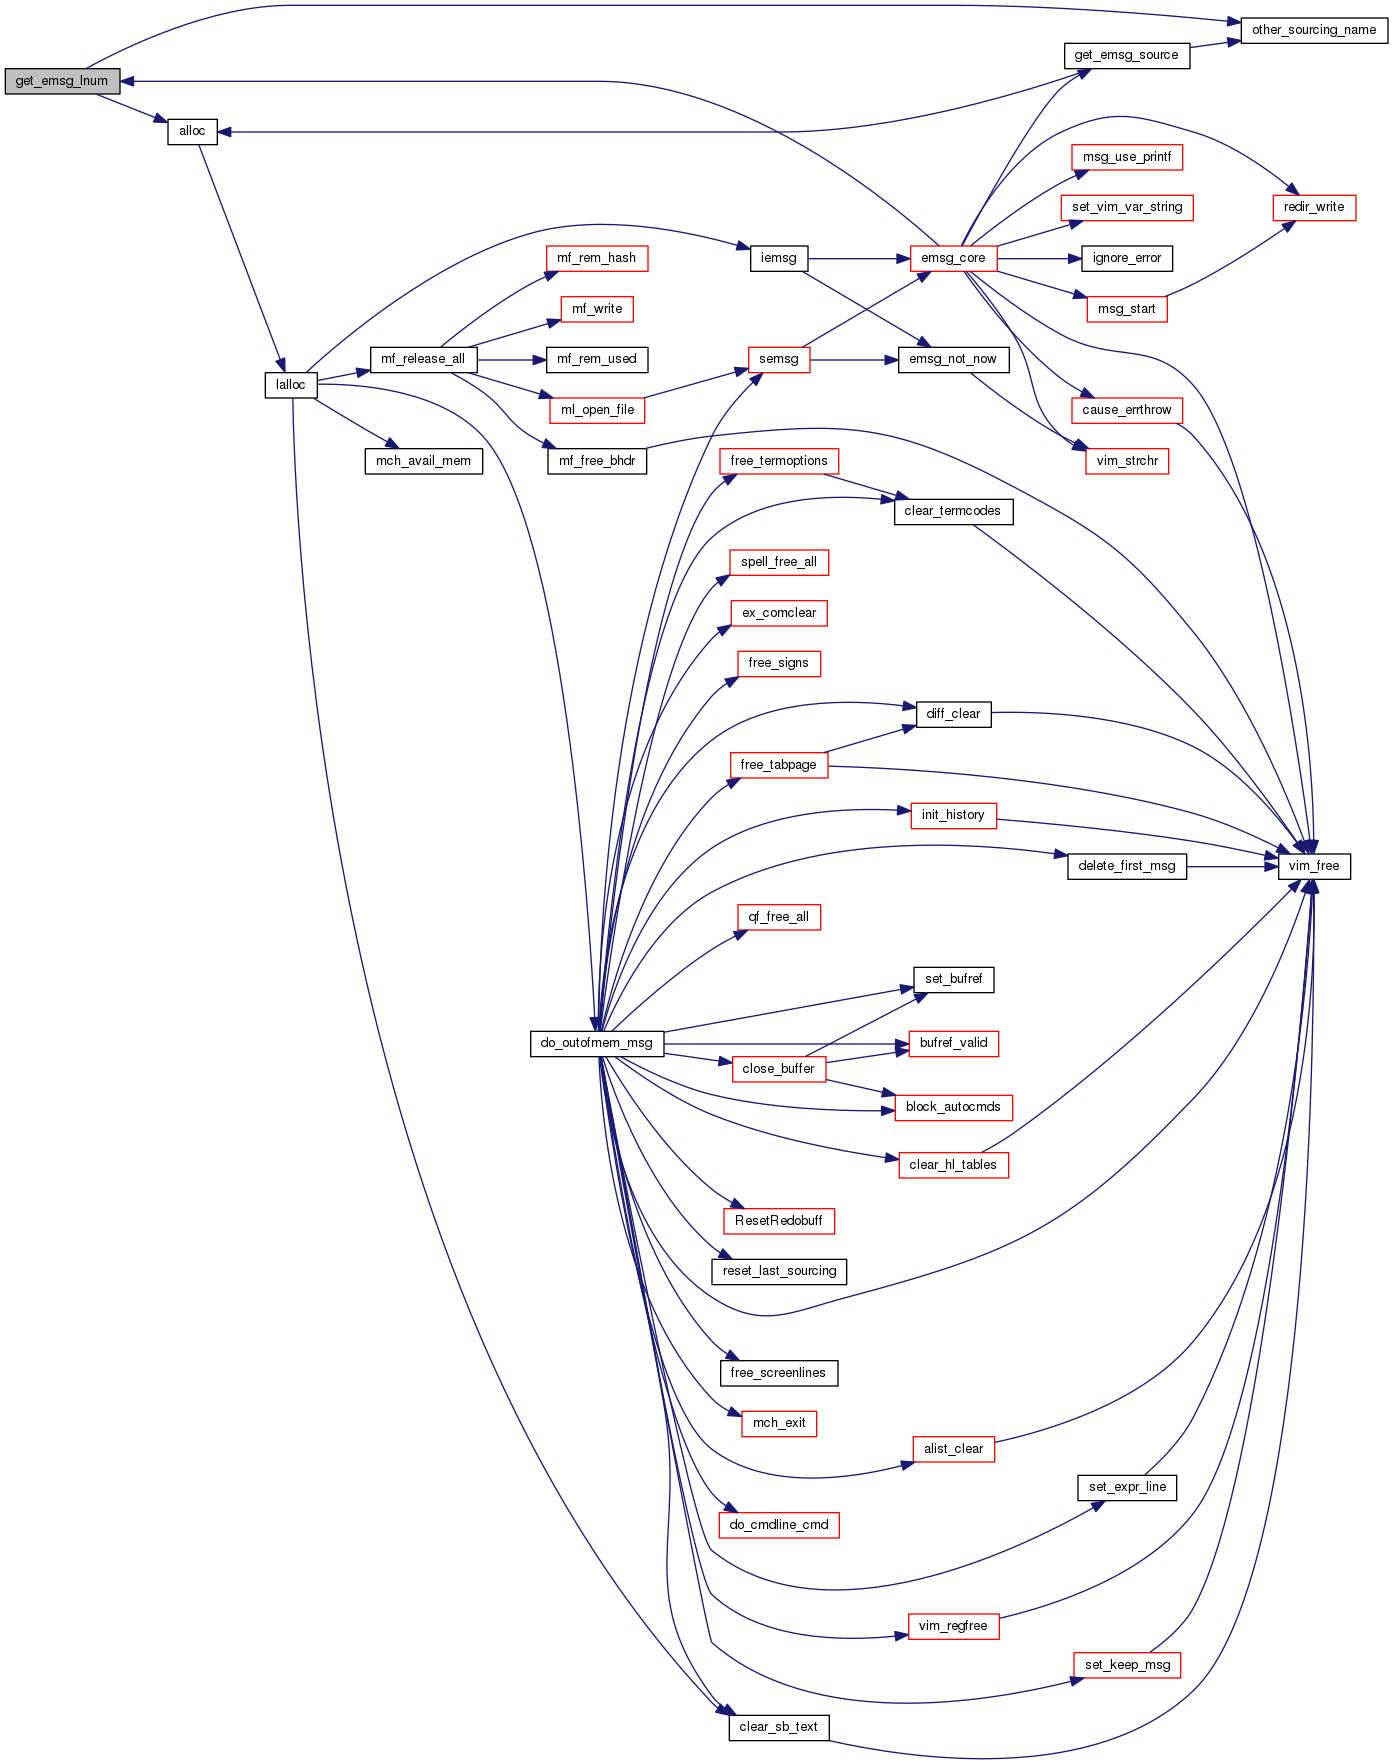 other_sourcing_name
get_emsg_source
get_emsg_lnum
alloc
msg_use_printf
set_vim_var_string
redir_write
iemsg
emsg_core
ignore_error
mf_rem_hash
mf_write
msg_start
mf_release_all
mf_rem_used
semsg
emsg_not_now
lalloc
ml_open_file
cause_errthrow
mch_avail_mem
mf_free_bhdr
free_termoptions
vim_strchr
clear_termcodes
spell_free_all
ex_comclear
free_signs
diff_clear
free_tabpage
init_history
delete_first_msg
vim_free
qf_free_all
set_bufref
do_outofmem_msg
bufref_valid
close_buffer
block_autocmds
clear_hl_tables
ResetRedobuff
reset_last_sourcing
free_screenlines
mch_exit
alist_clear
set_expr_line
do_cmdline_cmd
vim_regfree
set_keep_msg
clear_sb_text